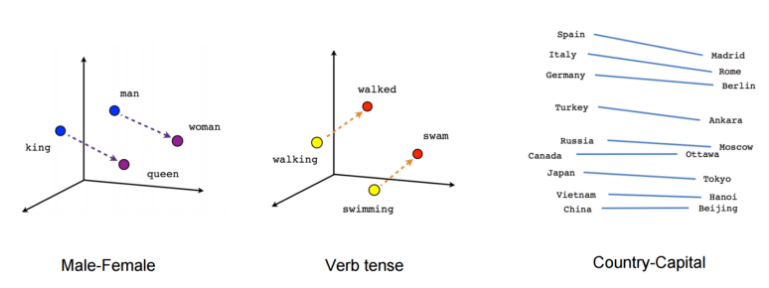 man
king
woman
queen
Male-Female
walked
walking
swam
swimming
Verb tense
Spain
Madrid
Italy
Rome
Germany
Berlin
Turkey
Ankara
Russia
Moscow
Canada
Ottawa
Japan
Tokyo
Vietnam
Hanoi
China
Beijing
Country-Capital